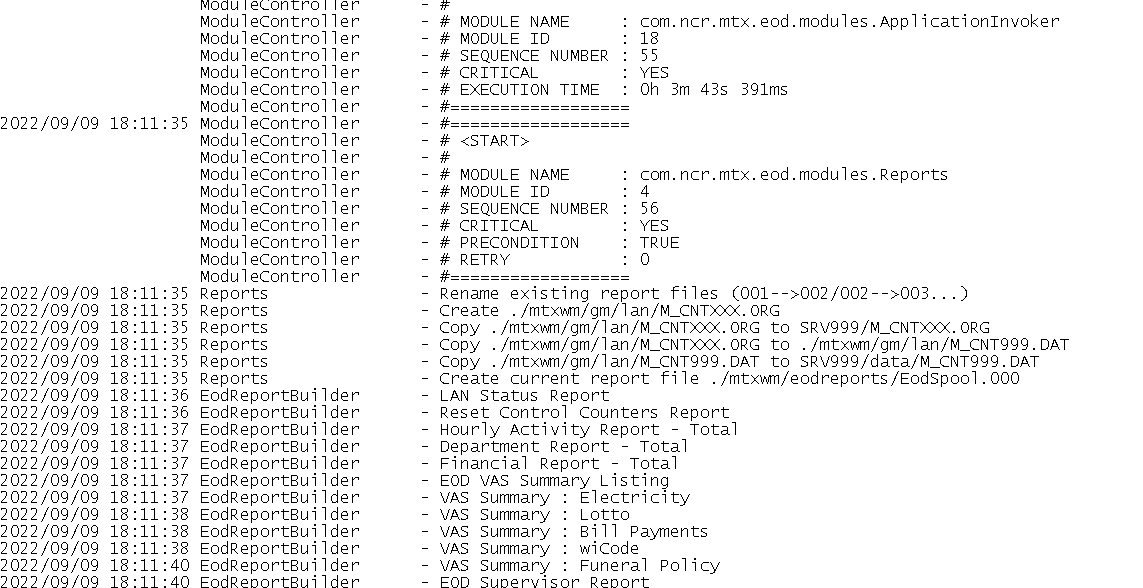 ModuleController - #
ModuleController - # MODULE NAME : com.ncr.mtx.eod.modules.ApplicationInvoker
ModuleController - # MODULE ID : 18
ModuleController - # SEQUENCE NUMBER : 55
ModuleController - # CRITICAL : YES
ModuleController - # EXECUTION TIME : 0h 3m 43s 391ms
ModuleController - #==================
2022/09/09 18:11:35 ModuleController - #==================
ModuleController - # <START>
ModuleController - #
ModuleController - # MODULE NAME : com.ncr.mtx.eod.modules.Reports
ModuleController - # MODULE ID : 4
ModuleController - # SEQUENCE NUMBER : 56
ModuleController - # CRITICAL : YES
ModuleController - # PRECONDITION : TRUE
ModuleController - # RETRY : 0
ModuleController - #==================
2022/09/09 18:11:35 Reports - Rename existing report files (001-->002/002-->003...)
2022/09/09 18:11:35 Reports - Create ./mtxwm/gm/lan/M_CNTXXX.ORG
2022/09/09 18:11:35 Reports - Copy ./mtxwm/gm/lan/M_CNTXXX.ORG to SRV999/M_CNTXXX.ORG
2022/09/09 18:11:35 Reports - Copy ./mtxwm/gm/lan/M_CNTXXX.ORG to ./mtxwm/gm/lan/M_CNT999.DAT
2022/09/09 18:11:35 Reports - Copy ./mtxwm/gm/lan/M_CNT999.DAT to SRV999/data/M_CNT999.DAT
2022/09/09 18:11:35 Reports - Create current report file ./mtxwm/eodreports/EodSpool.000
2022/09/09 18:11:36 EodReportBuilder - LAN Status Report
2022/09/09 18:11:36 EodReportBuilder - Reset Control Counters Report
2022/09/09 18:11:37 EodReportBuilder - Hourly Activity Report - Total
2022/09/09 18:11:37 EodReportBuilder - Department Report - Total
2022/09/09 18:11:37 EodReportBuilder - Financial Report - Total
2022/09/09 18:11:37 EodReportBuilder - EOD VAS Summary Listing
2022/09/09 18:11:37 EodReportBuilder - VAS Summary : Electricity
2022/09/09 18:11:38 EodReportBuilder - VAS Summary : Lotto
2022/09/09 18:11:38 EodReportBuilder - VAS Summary : Bill Payments
2022/09/09 18:11:38 EodReportBuilder - VAS Summary : wiCode
2022/09/09 18:11:40 EodReportBuilder - VAS Summary : Funeral Policy
2022/09/09 18:11:40 EodReportBuilder - EOD Supervisor Report